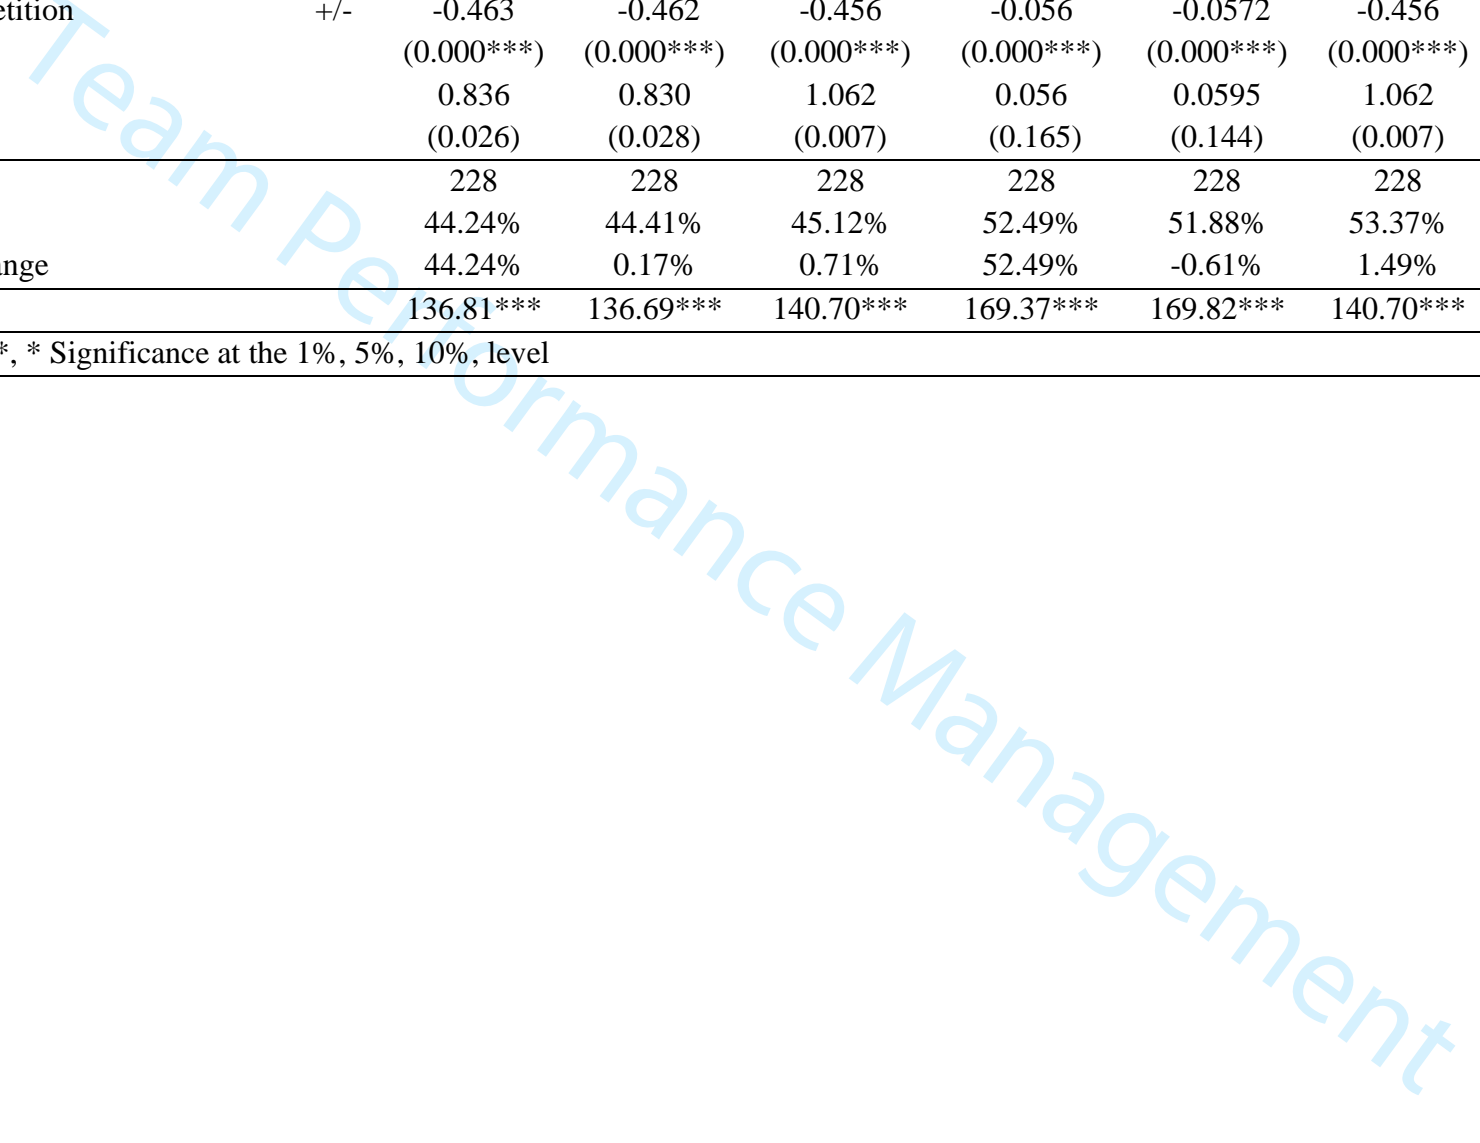 etition +/- -0.463 -0.462 -0.456 -0.056 -0.0572 -0.456
(0.000***) (0.000***) (0.000***) (0.000***) (0.000***) (0.000***)
0.836 0.830 1.062 0.056 0.0595 1.062
(0.026) (0.028) (0.007) (0.165) (0.144) (0.007)
228 228 228 228 228 228
44.24% 44.41% 45.12% 52.49% 51.88% 53.37%
ange 44.24% 0.17% 0.71% 52.49% -0.61% 1.49%
136.81*** 136.69*** 140.70*** 169.37*** 169.82*** 140.70***
*, * Significance at the 1%, 5%, 10%, level
Team Performance Management